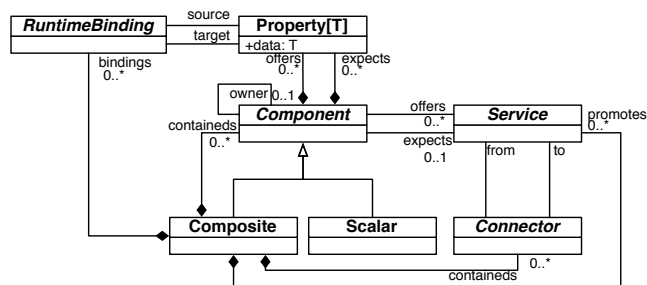 RuntimeBinding
source
Property[T]
target
+data: T
bindings
0..*
offers
0..*
expects
0..*
owner
0..1
Component
offers
0..*
Service
promotes
0..*
containeds
0..*
expects
0..1
from
to
Composite
Scalar
Connector
0..*
containeds